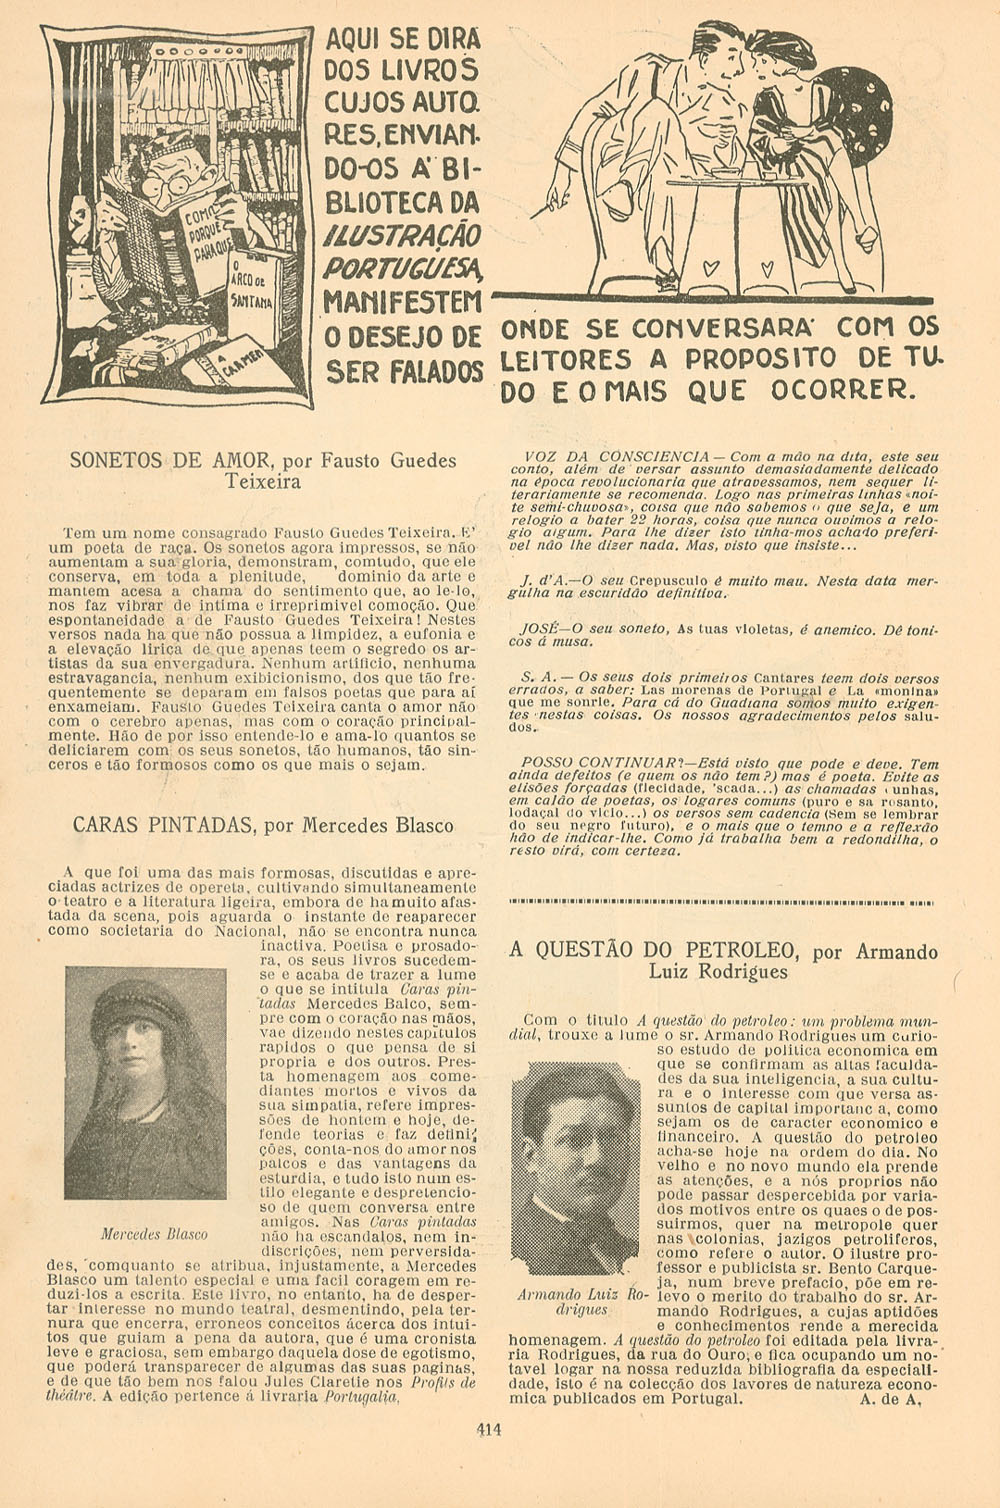 AQUI SE DIRÁ
DOS LIVROS
CUJOS AUTO-
RES, ENVIAN-
DO-OS Á BI-
BLIOTECA DA
ILUSTRAÇÃO
PORTUGUESA,
MANIFESTEM
O DESEJO DE
SER FALADOS
COMO
PORQUÊ
PARA QUE
O
ARCO DE
SANTANA
A
CARMEN
ONDE SE CONVERSARÁ COM OS
LEITORES A PROPOSITO DE TU-
DO E O MAIS QUE OCORRER.
SONETOS DE AMOR, por Fausto Guedes
Teixeira
Tem um nome consagrado Fausto Guedes Teixeira. E'
um poeta de raça. Os sonetos agora impressos, se não
aumentam a sua gloria, demonstram, comtudo, que ele
conserva, em toda a plenitude, dominio da arte e
mantem acesa a chama do sentimento que, ao le-lo,
nos faz vibrar de intima e irreprimivel comoção. Que
espontaneidade a de Fausto Guedes Teixeira! Nestes
versos nada ha que não possua a limpidez, a eufonia e
a elevação lirica de que apenas teem o segredo os ar-
tistas da sua envergadura. Nenhum artificio, nenhuma
estravagancia, nenhum exibicionismo, dos que tão fre-
quentemente se deparam em falsos poetas que para aí
enxameiam. Fausto Guedes Teixeira canta o amor não
com o cerebro apenas, mas com o coração principal-
mente. Hão de por isso entende-lo e ama-lo quantos se
deliciarem com os seus sonetos, tão humanos, tão sin-
ceros e tão formosos como os que mais o sejam.
CARAS PINTADAS, por Mercedes Blasco
A que foi uma das mais formosas, discutidas e apre-
ciadas actrizes de opereta, cultivando simultaneamente
o teatro e a literatura ligeira, embora de ha muito afas-
tada da scena, pois aguarda o instante de reaparecer
como societaria do Nacional, não se encontra nunca
inactiva. Poetisa e prosado-
ra, os seus livros sucedem-
se e acaba de trazer a lume
o que se intitula Caras pin-
tadas Mercedes Balco, sem-
pre com o coração nas mãos,
vae dizendo nestes capitulos
rapidos o que pensa de si
propria e dos outros. Pres-
ta homenagem aos come-
diantes mortos e vivos da
sua simpatia, refere impres-
sões de hontem e hoje, de-
fende teorias e faz defini-
ções, conta-nos do amor nos
palcos e das vantagens da
esturdia, e tudo isto num es-
tilo elegante e despretencio-
so de quem conversa entre
amigos. Nas Caras pintadas
não ha escandalos, nem in-
discrições, nem perversida-
Mercedes Blasco
des, comquanto se atribua, injustamente, a Mercedes
Blasco um talento especial e uma facil coragem em re-
duzi-los a escrita. Este livro, no entanto, ha de desper-
tar interesse no mundo teatral, desmentindo, pela ter-
nura que encerra, erroneos conceitos ácerca dos intui-
tos que guiam a pena da autora, que é uma cronista
leve e graciosa, sem embargo daquela dose de egotismo,
que poderá transparecer de algumas das suas paginas,
e de que tão bem nos falou Jules Claretie nos Profils de
théâtre. A edição pertence á livraria Portugalia.
VOZ DA CONSCIENCIA — Com a mão na dita, este seu
conto, além de versar assunto demasiadamente delicado
na época revolucionaria que atravessamos, nem sequer li-
terariamente se recomenda. Logo nas primeiras linhas «noi-
te semi-chuvosa», coisa que não sabemos o que seja, e um
relogio a bater 22 horas, coisa que nunca ouvimos a relo-
gio algum. Para lhe dizer isto tinha-mos achado preferi-
vel não lhe dizer nada. Mas, visto que insiste...
J. d'A.—O seu Crepusculo é muito mau. Nesta data mer-
gulha na escuridão definitiva.
JOSÉ—O seu soneto, As tuas violetas, é anemico. Dê toni-
cos á musa.
S. A. — Os seus dois primeiros Cantares teem dois versos
errados, a saber: Las morenas de Portugal e La «monina»
que me sonrie. Para cá do Guadiana somos muito exigen-
tes nestas coisas. Os nossos agradecimentos pelos salu-
dos.
POSSO CONTINUAR?—Está visto que pode e deve. Tem
ainda defeitos (e quem os não tem?) mas é poeta. Evite as
elisões forçadas (flecidade, 'scada...) as chamadas cunhas,
em calão de poetas, os logares comuns (puro e sa rosanto,
lodaçal do vicio...) os versos sem cadencia (Sem se lembrar
do seu negro futuro), e o mais que o tempo e a reflexão
hão de indicar-lhe. Como já trabalha bem a redondilha, o
resto virá, com certeza.
A QUESTÃO DO PETROLEO, por Armando
Luiz Rodrigues
Com o titulo A questão do petroleo: um problema mun-
dial, trouxe a lume o sr. Armando Rodrigues um curio-
so estudo de politica economica em
que se confirmam as altas faculda-
des da sua inteligencia, a sua cultu-
ra e o interesse com que versa as-
suntos de capital importancia, como
sejam os de caracter economico e
financeiro. A questão do petroleo
acha-se hoje na ordem do dia. No
velho e no novo mundo ela prende
as atenções, e a nós proprios não
pode passar despercebida por varia-
dos motivos entre os quaes o de pos-
suirmos, quer na metropole quer
nas colonias, jazigos petroliferos,
como refere o autor. O ilustre pro-
fessor e publicista sr. Bento Carque-
ja, num breve prefacio, põe em re-
levo o merito do trabalho do sr. Ar-
mando Rodrigues, a cujas aptidões
e conhecimentos rende a merecida
Armando Luiz Ro-
drigues
homenagem. A questão do petroleo foi editada pela livra-
ria Rodrigues, da rua do Ouro, e fica ocupando um no-
tavel logar na nossa reduzida bibliografia da especiali-
dade, isto é na colecção dos lavores de natureza econo-
mica publicados em Portugal. A. de A.
414